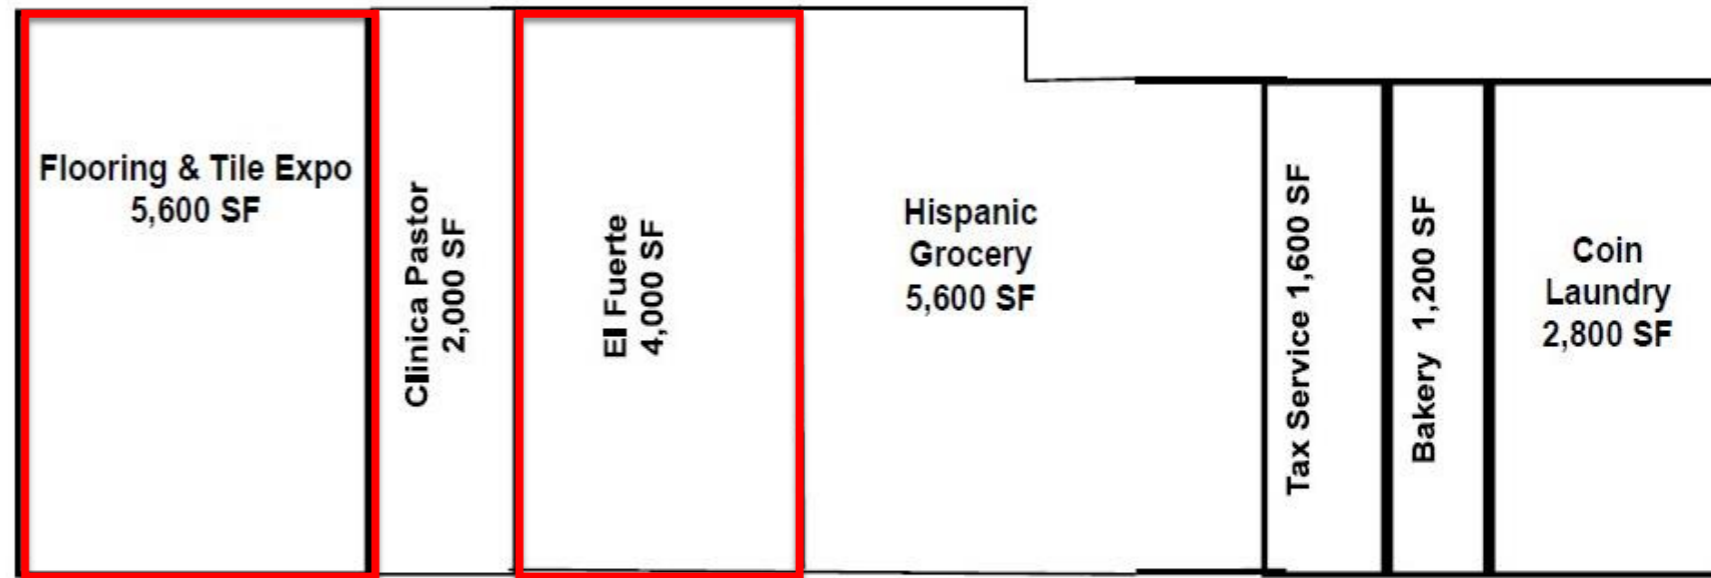 Flooring & Tile Expo
5,600 SF
Clinica Pastor
2,000 SF
El Fuerte
4,000 SF
Hispanic
Grocery
5,600 SF
Tax Service 1,600 SF
Bakery 1,200 SF
Coin
Laundry
2,800 SF